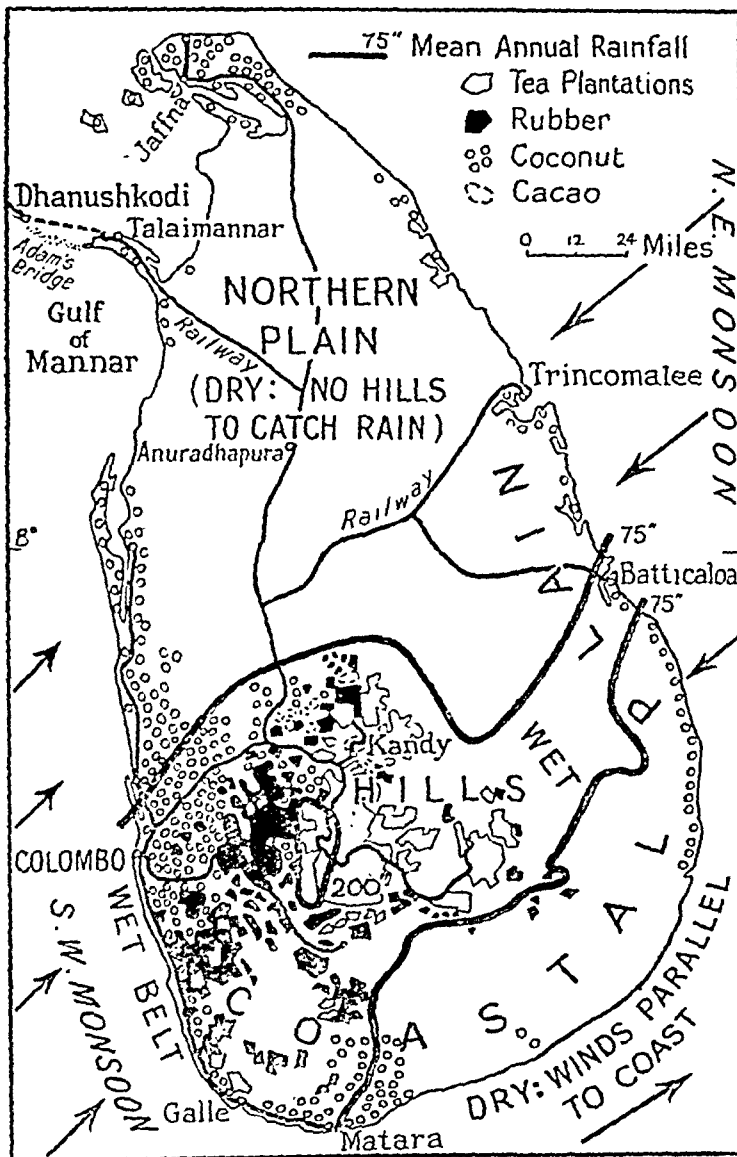 75" Mean Annual Rainfall
Tea Plantations
Rubber
Coconut
Cacao
0 12 24 Miles
Jaffna
Dhanushkodi
Talaimannar
Adam's
Bridge
Gulf
of
Mannar
Railway
NORTHERN
PLAIN
(DRY: NO HILLS
TO CATCH RAIN)
N. E. MONSOON
Trincomalee
Anuradhapura
Railway
8°
75"
Batticaloa
75"
WET
Kandy
HILLS
COLOMBO
200"
WET BELT
S. W. MONSOON
COASTAL PLAIN
DRY: WINDS PARALLEL
TO COAST
Galle
Matara